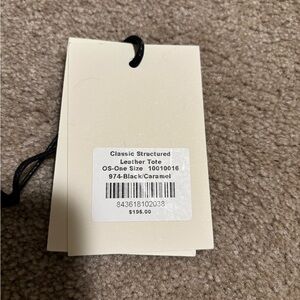 Classic Structured
Leather Tote
OS-One Size 10010016
974-Black/Caramel
843618102038
$195.00